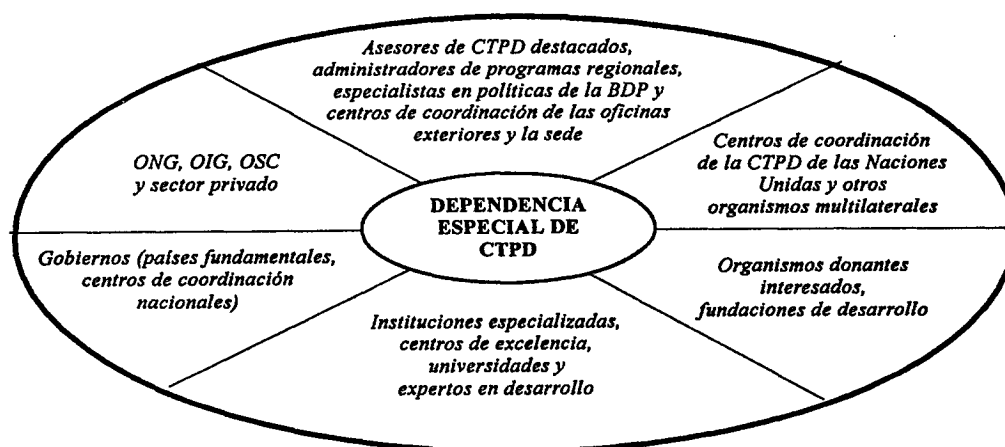 Asesores de CTPD destacados,
administradores de programas regionales,
especialistas en políticas de la BDP y
centros de coordinación de las oficinas
exteriores y la sede
ONG, OIG, OSC
y sector privado
Centros de coordinación
de la CTPD de las Naciones
Unidas y otros
organismos multilaterales
DEPENDENCIA
ESPECIAL DE
CTPD
Gobiernos (países fundamentales,
centros de coordinación
nacionales)
Organismos donantes
interesados,
fundaciones de desarrollo
Instituciones especializadas,
centros de excelencia,
universidades y
expertos en desarrollo